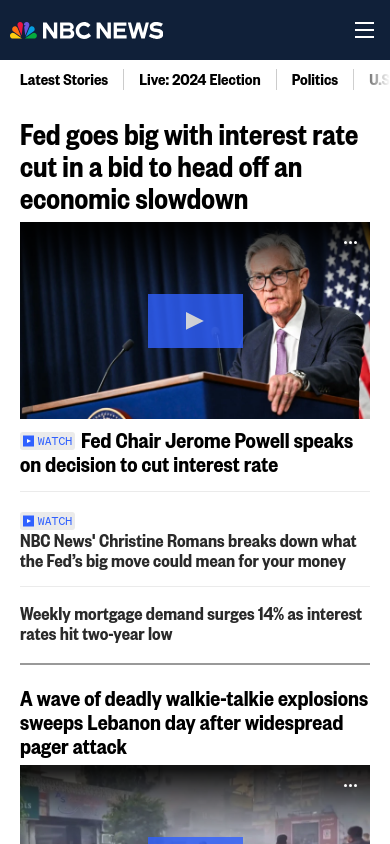 NBC NEWS
Latest Stories
Live: 2024 Election
Politics
U.S
Fed goes big with interest rate
cut in a bid to head off an
economic slowdown
WATCH Fed Chair Jerome Powell speaks
on decision to cut interest rate
WATCH
NBC News' Christine Romans breaks down what
the Fed’s big move could mean for your money
Weekly mortgage demand surges 14% as interest
rates hit two-year low
A wave of deadly walkie-talkie explosions
sweeps Lebanon day after widespread
pager attack